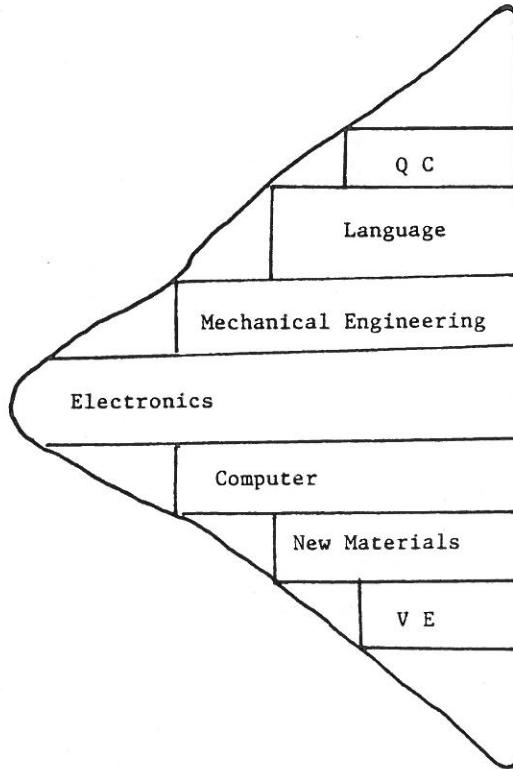 Q C
Language
Mechanical Engineering
Electronics
Computer
New Materials
V E